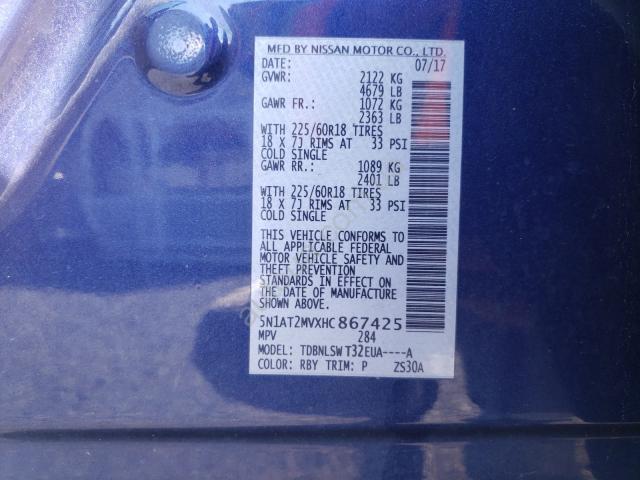 MFD BY NISSAN MOTOR CO., LTD.
DATE: 07/17
GVWR: 2122 KG
4679 LB
GAWR FR.: 1072 KG
2363 LB
WITH 225/60R18 TIRES
18 X 7J RIMS AT 33 PSI
COLD SINGLE
GAWR RR.: 1089 KG
2401 LB
WITH 225/60R18 TIRES
18 X 7J RIMS AT 33 PSI
COLD SINGLE
THIS VEHICLE CONFORMS TO
ALL APPLICABLE FEDERAL
MOTOR VEHICLE SAFETY AND
THEFT PREVENTION
STANDARDS IN EFFECT ON
THE DATE OF MANUFACTURE
SHOWN ABOVE.
5N1AT2MVXHC867425
MPV 284
MODEL: TDBNLSW T32EUA----A
COLOR: RBY TRIM: P ZS30A